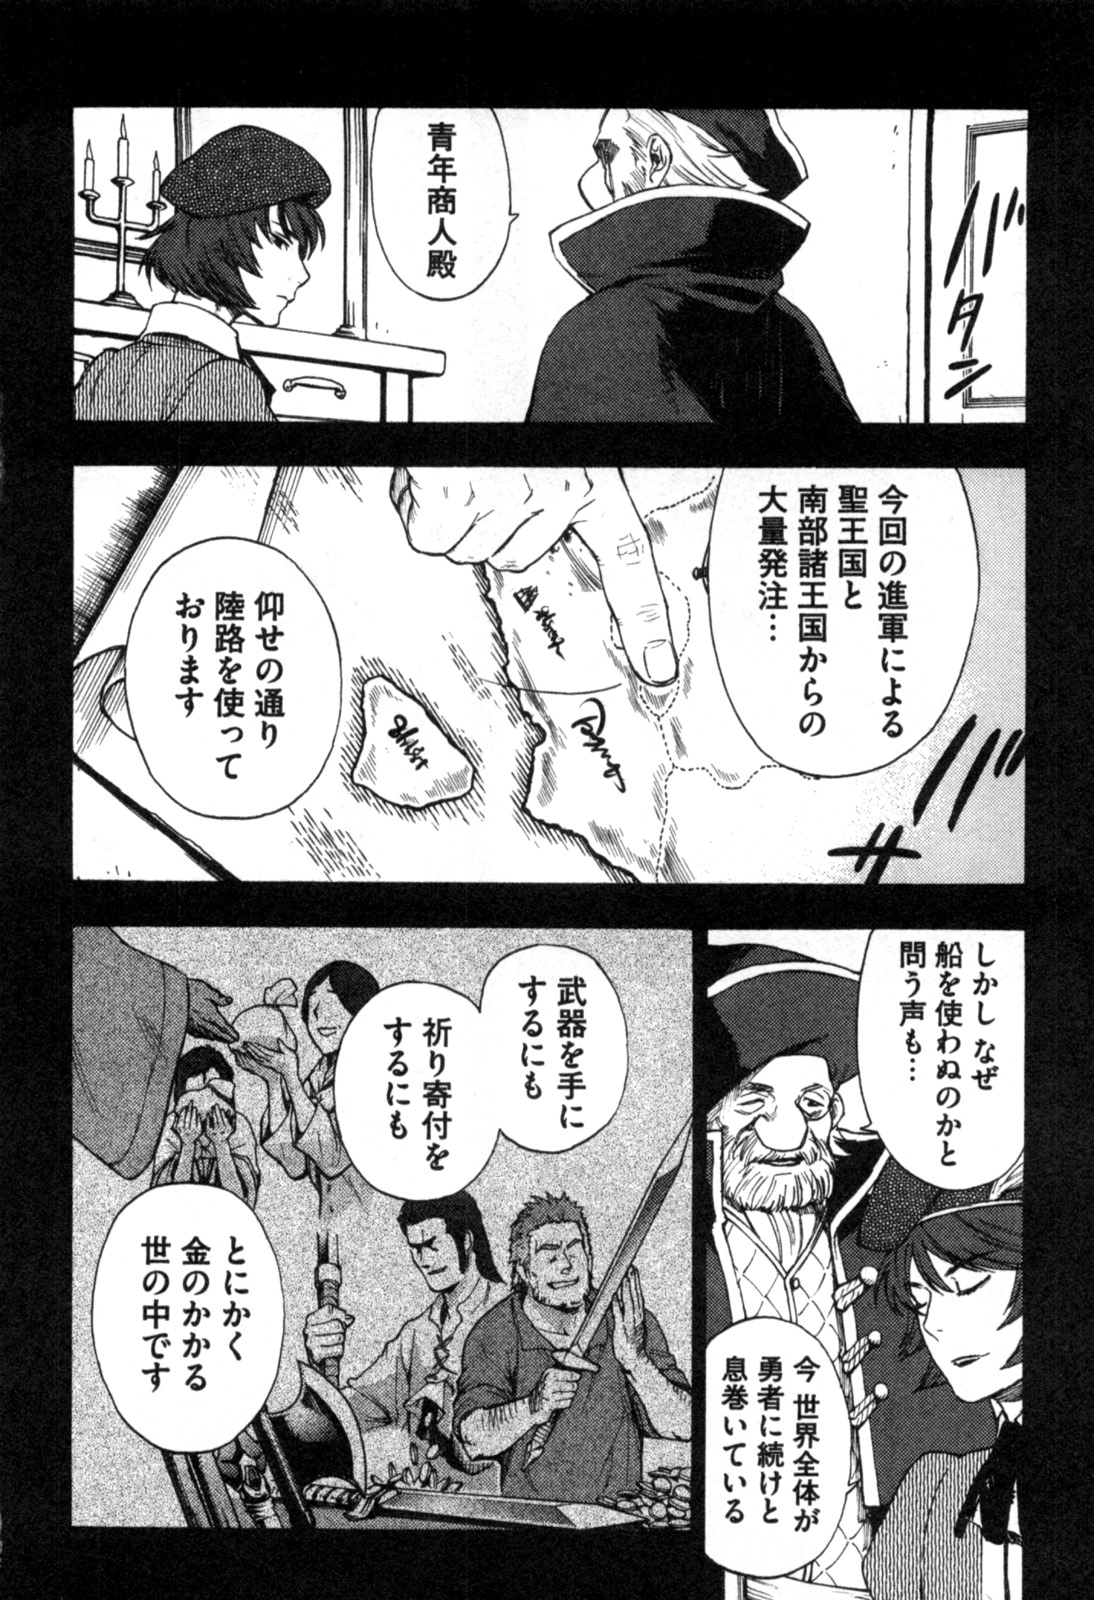 バタン
青年商人殿
今回の進軍による
聖王国と
南部諸王国からの
大量発注…
仰せの通り
陸路を使って
おります
しかし なぜ
船を使わぬのかと
問う声も…
今 世界全体が
勇者に続けと
息巻いている
武器を手に
するにも
祈り寄付を
するにも
とにかく
金のかかる
世の中です